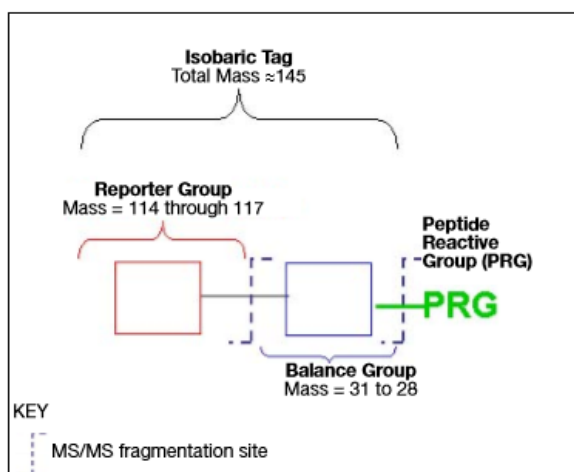 Isobaric Tag
Total Mass ≈145
Reporter Group
Mass = 114 through 117
Peptide
Reactive
Group (PRG)
PRG
Balance Group
Mass = 31 to 28
KEY
MS/MS fragmentation site